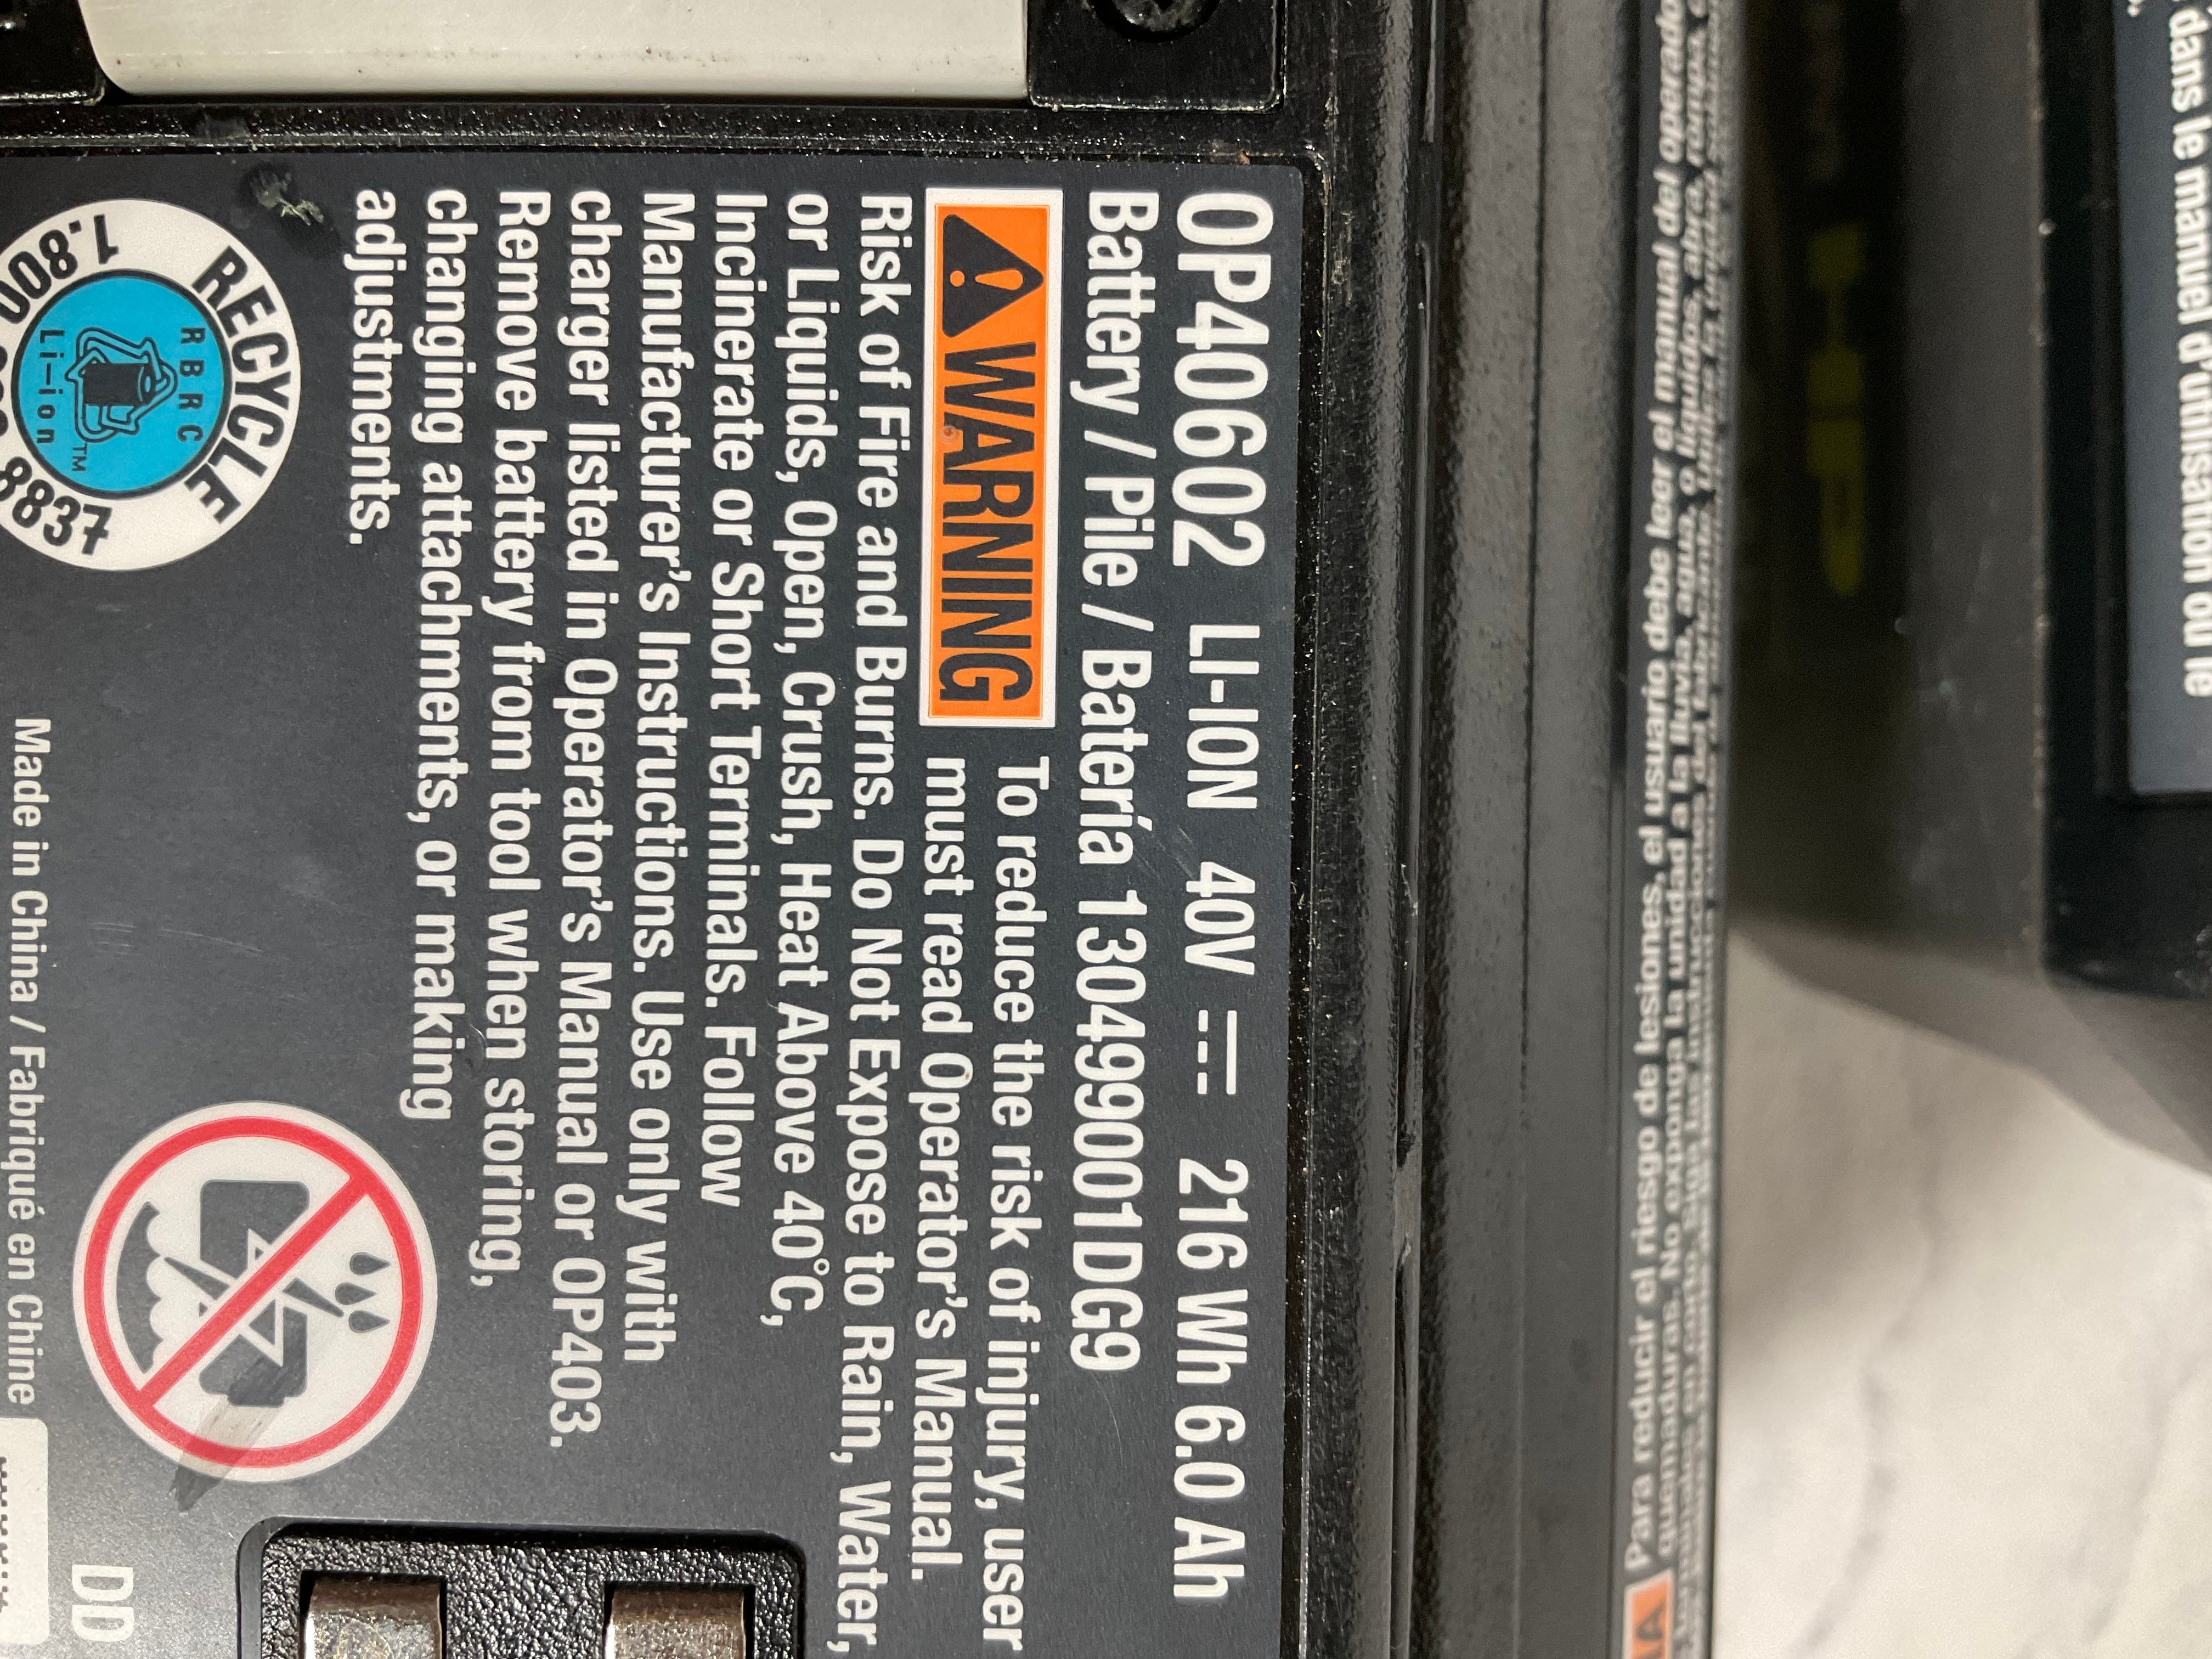 OP40602 LI-ION 40V 216 Wh 6.0 Ah
Battery / Pile / Batería 130499001DG9
WARNING
To reduce the risk of injury, user
must read Operator's Manual.
Risk of Fire and Burns. Do Not Expose to Rain, Water,
or Liquids, Open, Crush, Heat Above 40°C,
Incinerate or Short Terminals. Follow
Manufacturer's Instructions. Use only with
charger listed in Operator's Manual or OP403.
Remove battery from tool when storing,
changing attachments, or making
adjustments.
RECYCLE
RBRC
Li-ion
TM
1.800
8837
Made in China / Fabriqué en Chine
DD
Para reducir el riesgo de lesiones, el usuario debe leer el manual del operador
quemaduras. No exponga la unidad a la lluvia, agua, o líquidos, abra, rompa,
dans le manuel d'utilisation ou le